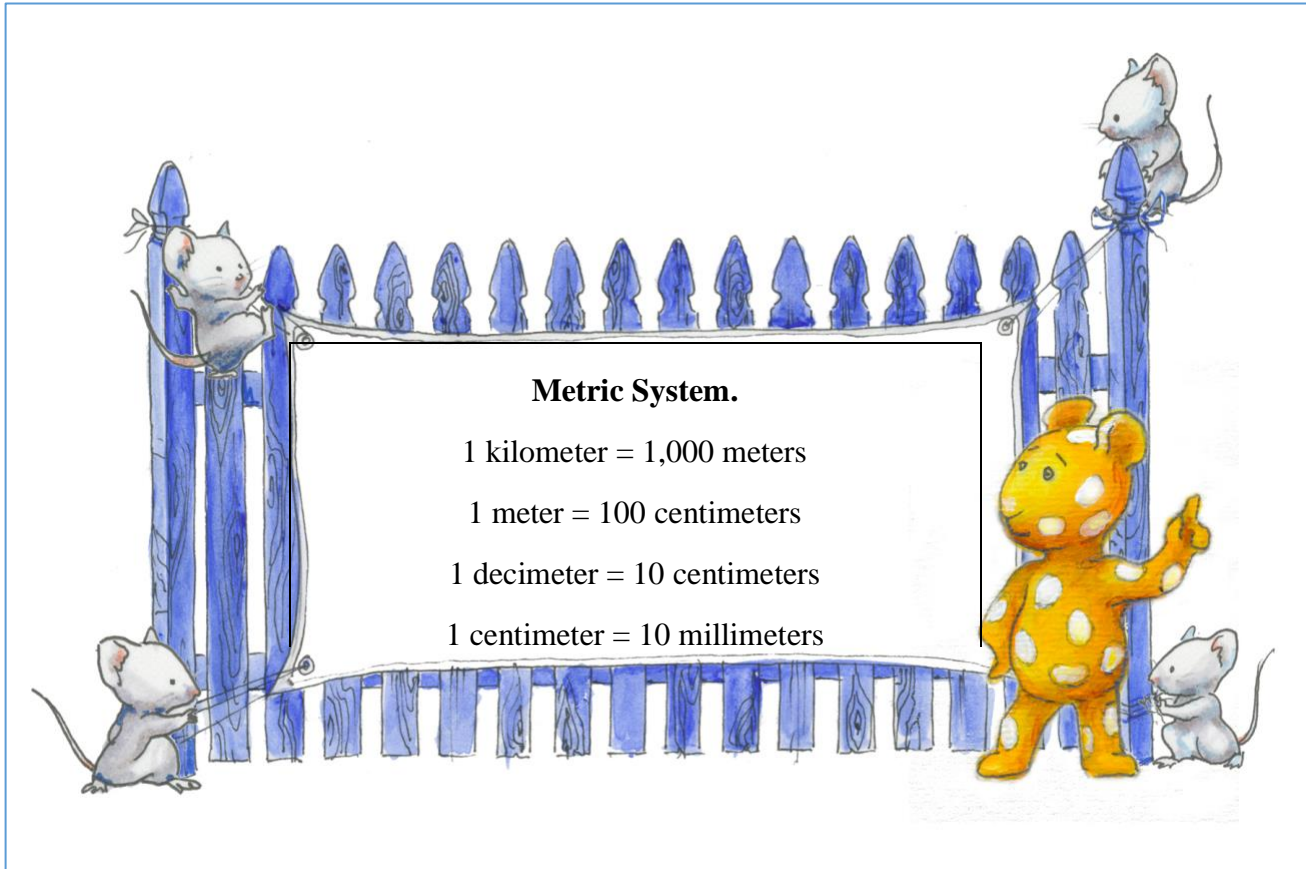 Metric System.
1 kilometer = 1,000 meters
1 meter = 100 centimeters
1 decimeter = 10 centimeters
1 centimeter = 10 millimeters